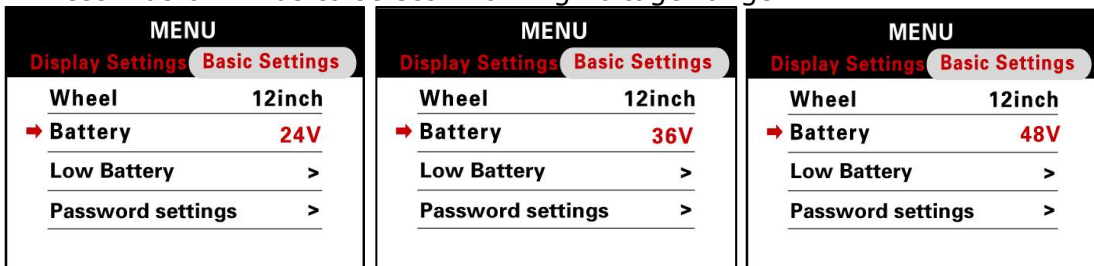 MENU
Display Settings Basic Settings
Wheel 12inch
Battery 24V
Low Battery >
Password settings >
MENU
Display Settings Basic Settings
Wheel 12inch
Battery 36V
Low Battery >
Password settings >
MENU
Display Settings Basic Settings
Wheel 12inch
Battery 48V
Low Battery >
Password settings >